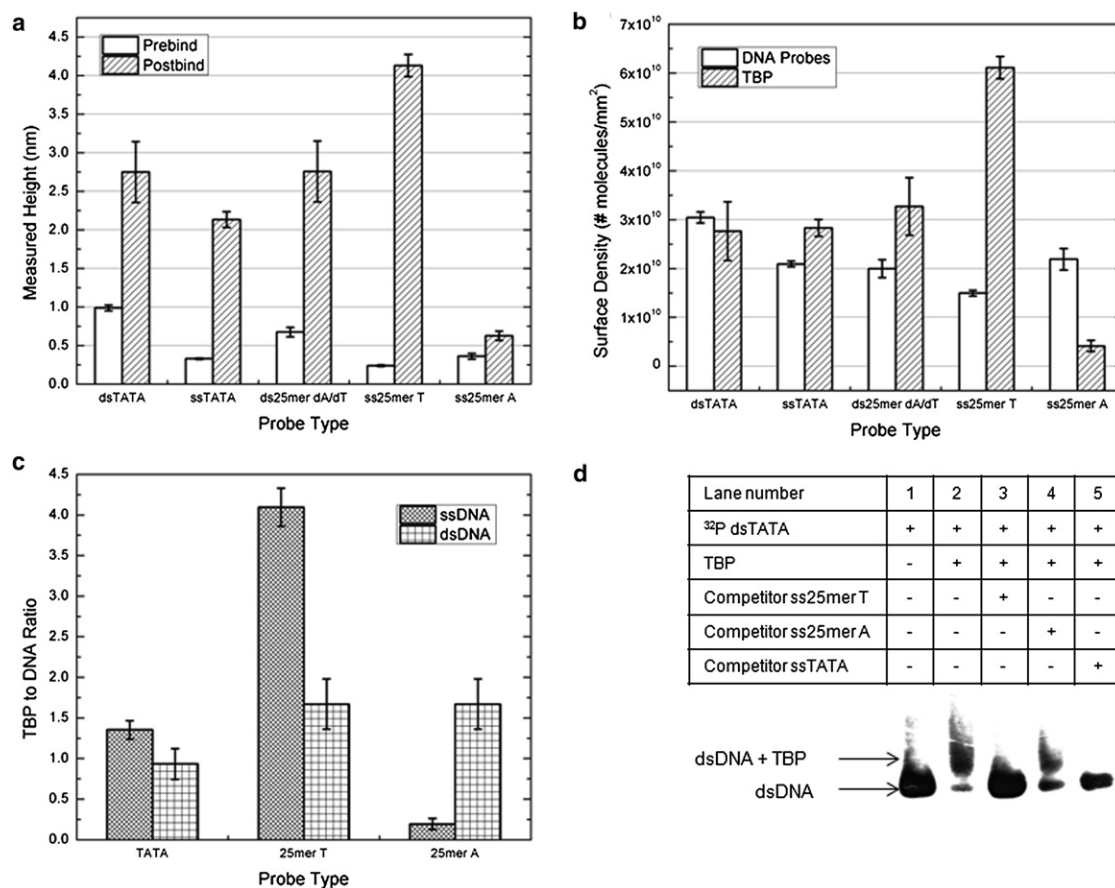 a
Prebind
Postbind
Measured Height (nm)
4.5
4.0
3.5
3.0
2.5
2.0
1.5
1.0
0.5
0.0
dsTATA ssTATA ds25mer dA/dT ss25mer T ss25mer A
Probe Type
b
DNA Probes
TBP
Surface Density (# molecules/mm²)
7x10¹⁰
6x10¹⁰
5x10¹⁰
4x10¹⁰
3x10¹⁰
2x10¹⁰
1x10¹⁰
0
dsTATA ssTATA ds25mer dA/dT ss25mer T ss25mer A
Probe Type
c
ssDNA
dsDNA
TBP to DNA Ratio
4.5
4.0
3.5
3.0
2.5
2.0
1.5
1.0
0.5
0.0
TATA 25mer T 25mer A
Probe Type
d
Lane number 1 2 3 4 5
³²P dsTATA + + + + +
TBP - + + + +
Competitor ss25mer T - - + - -
Competitor ss25mer A - - - + -
Competitor ssTATA - - - - +
dsDNA + TBP
dsDNA